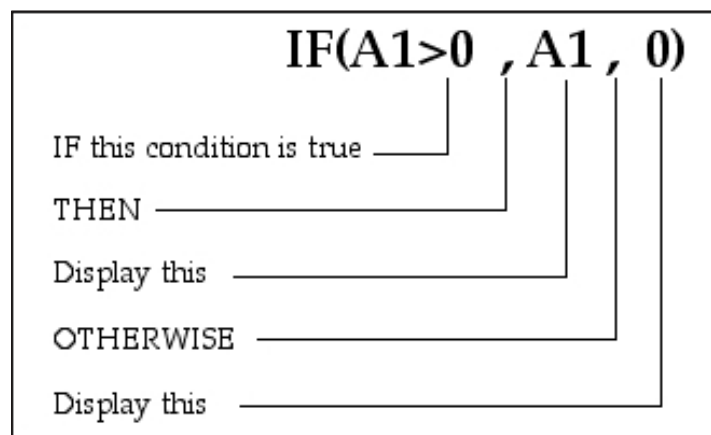 IF(A1>0 , A1 , 0)
IF this condition is true
THEN
Display this
OTHERWISE
Display this